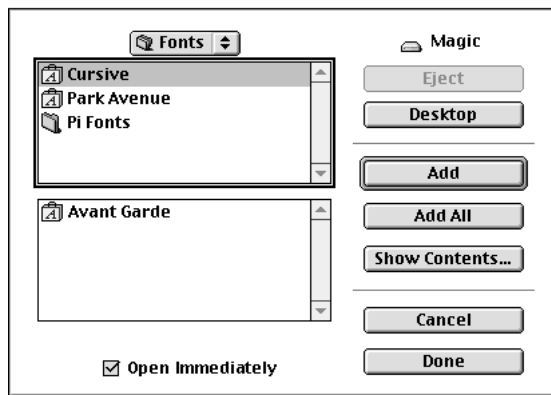 Fonts
Magic
Cursive
Park Avenue
Pi Fonts
Eject
Desktop
Add
Avant Garde
Add All
Show Contents...
Cancel
Open Immediately
Done